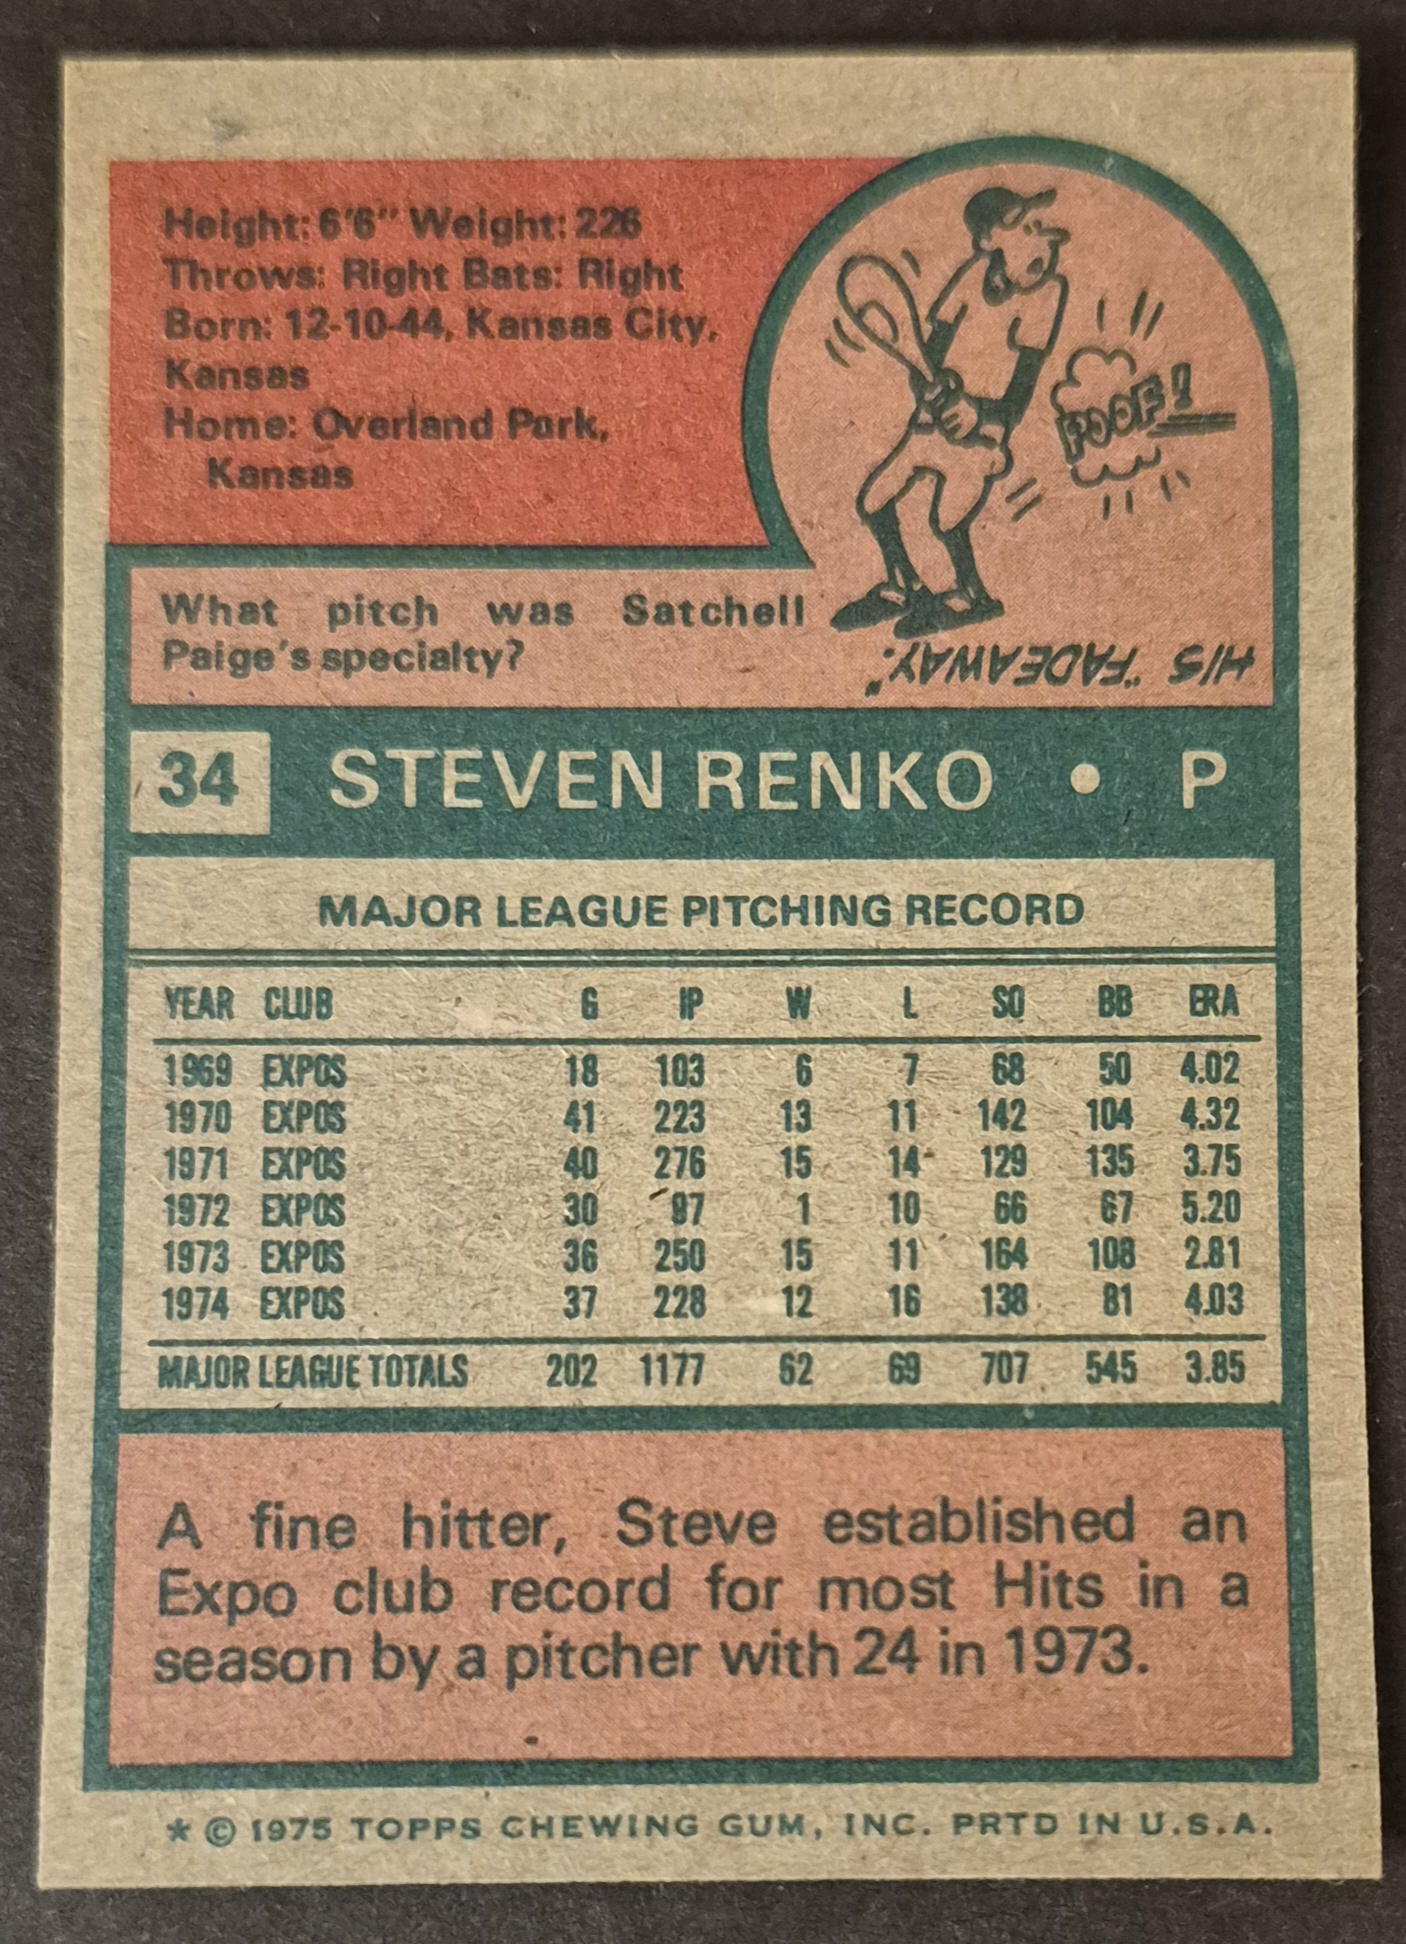 Height: 6'6" Weight: 226
Throws: Right Bats: Right
Born: 12-10-44, Kansas City,
Kansas
Home: Overland Park,
Kansas
POOF!
What pitch was Satchell
Paige's specialty?
HIS "FADEAWAY."
34 STEVEN RENKO • P
MAJOR LEAGUE PITCHING RECORD
YEAR CLUB G IP W L SO BB ERA
1969 EXPOS 18 103 6 7 68 50 4.02
1970 EXPOS 41 223 13 11 142 104 4.32
1971 EXPOS 40 276 15 14 129 135 3.75
1972 EXPOS 30 97 1 10 66 67 5.20
1973 EXPOS 36 250 15 11 164 108 2.81
1974 EXPOS 37 228 12 16 138 81 4.03
MAJOR LEAGUE TOTALS 202 1177 62 69 707 545 3.85
A fine hitter, Steve established an
Expo club record for most Hits in a
season by a pitcher with 24 in 1973.
* © 1975 TOPPS CHEWING GUM, INC. PRTD IN U.S.A.